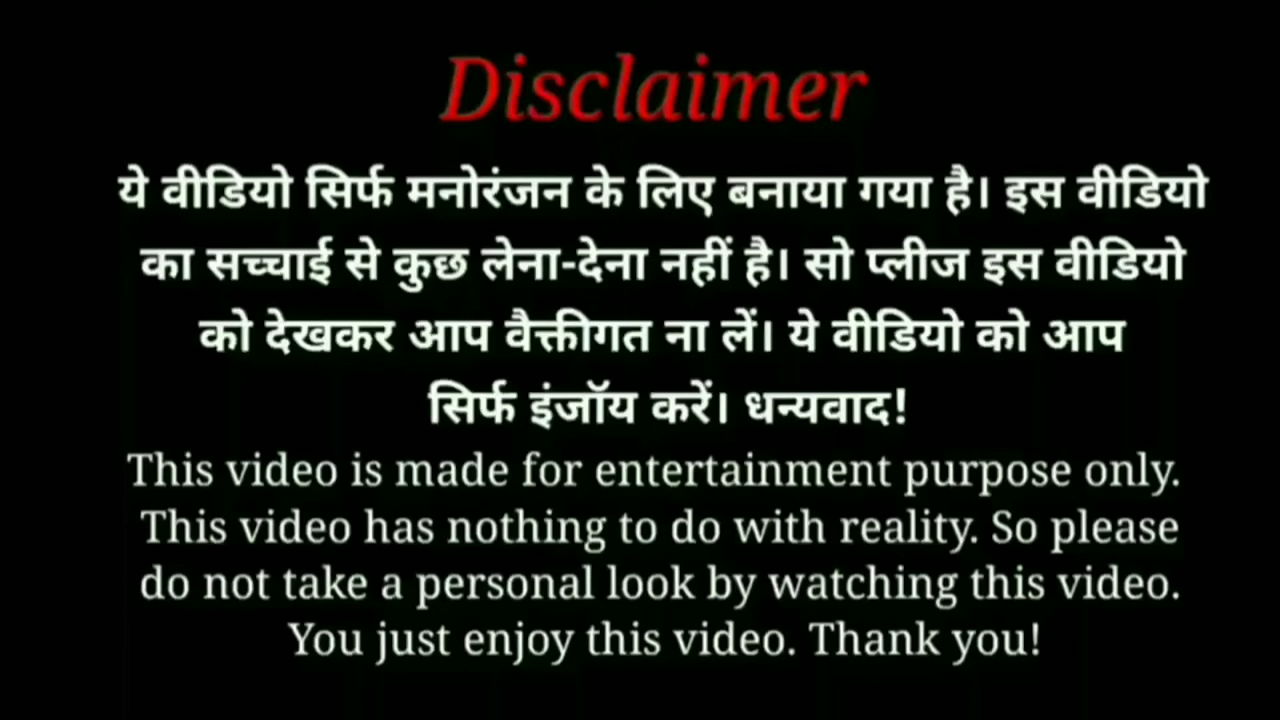 Disclaimer
ये वीडियो सिर्फ मनोरंजन के लिए बनाया गया है। इस वीडियो
का सच्चाई से कुछ लेना-देना नहीं है। सो प्लीज इस वीडियो
को देखकर आप वैक्तीगत ना लें। ये वीडियो को आप
सिर्फ इंजॉय करें। धन्यवाद!
This video is made for entertainment purpose only.
This video has nothing to do with reality. So please
do not take a personal look by watching this video.
You just enjoy this video. Thank you!